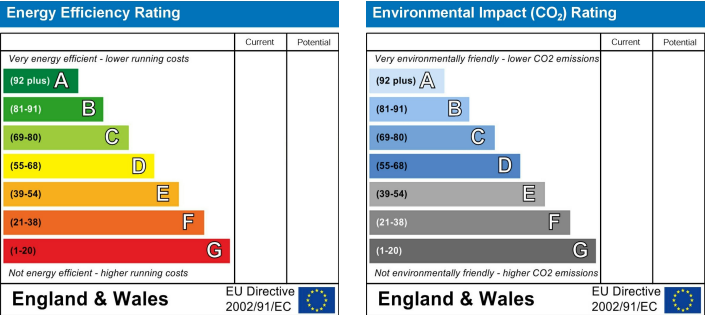 Energy Efficiency Rating
Current Potential
Very energy efficient - lower running costs
(92 plus) A
(81-91) B
(69-80) C
(55-68) D
(39-54) E
(21-38) F
(1-20) G
Not energy efficient - higher running costs
England & Wales
EU Directive
2002/91/EC
Environmental Impact (CO₂) Rating
Current Potential
Very environmentally friendly - lower CO2 emissions
(92 plus) A
(81-91) B
(69-80) C
(55-68) D
(39-54) E
(21-38) F
(1-20) G
Not environmentally friendly - higher CO2 emissions
England & Wales
EU Directive
2002/91/EC